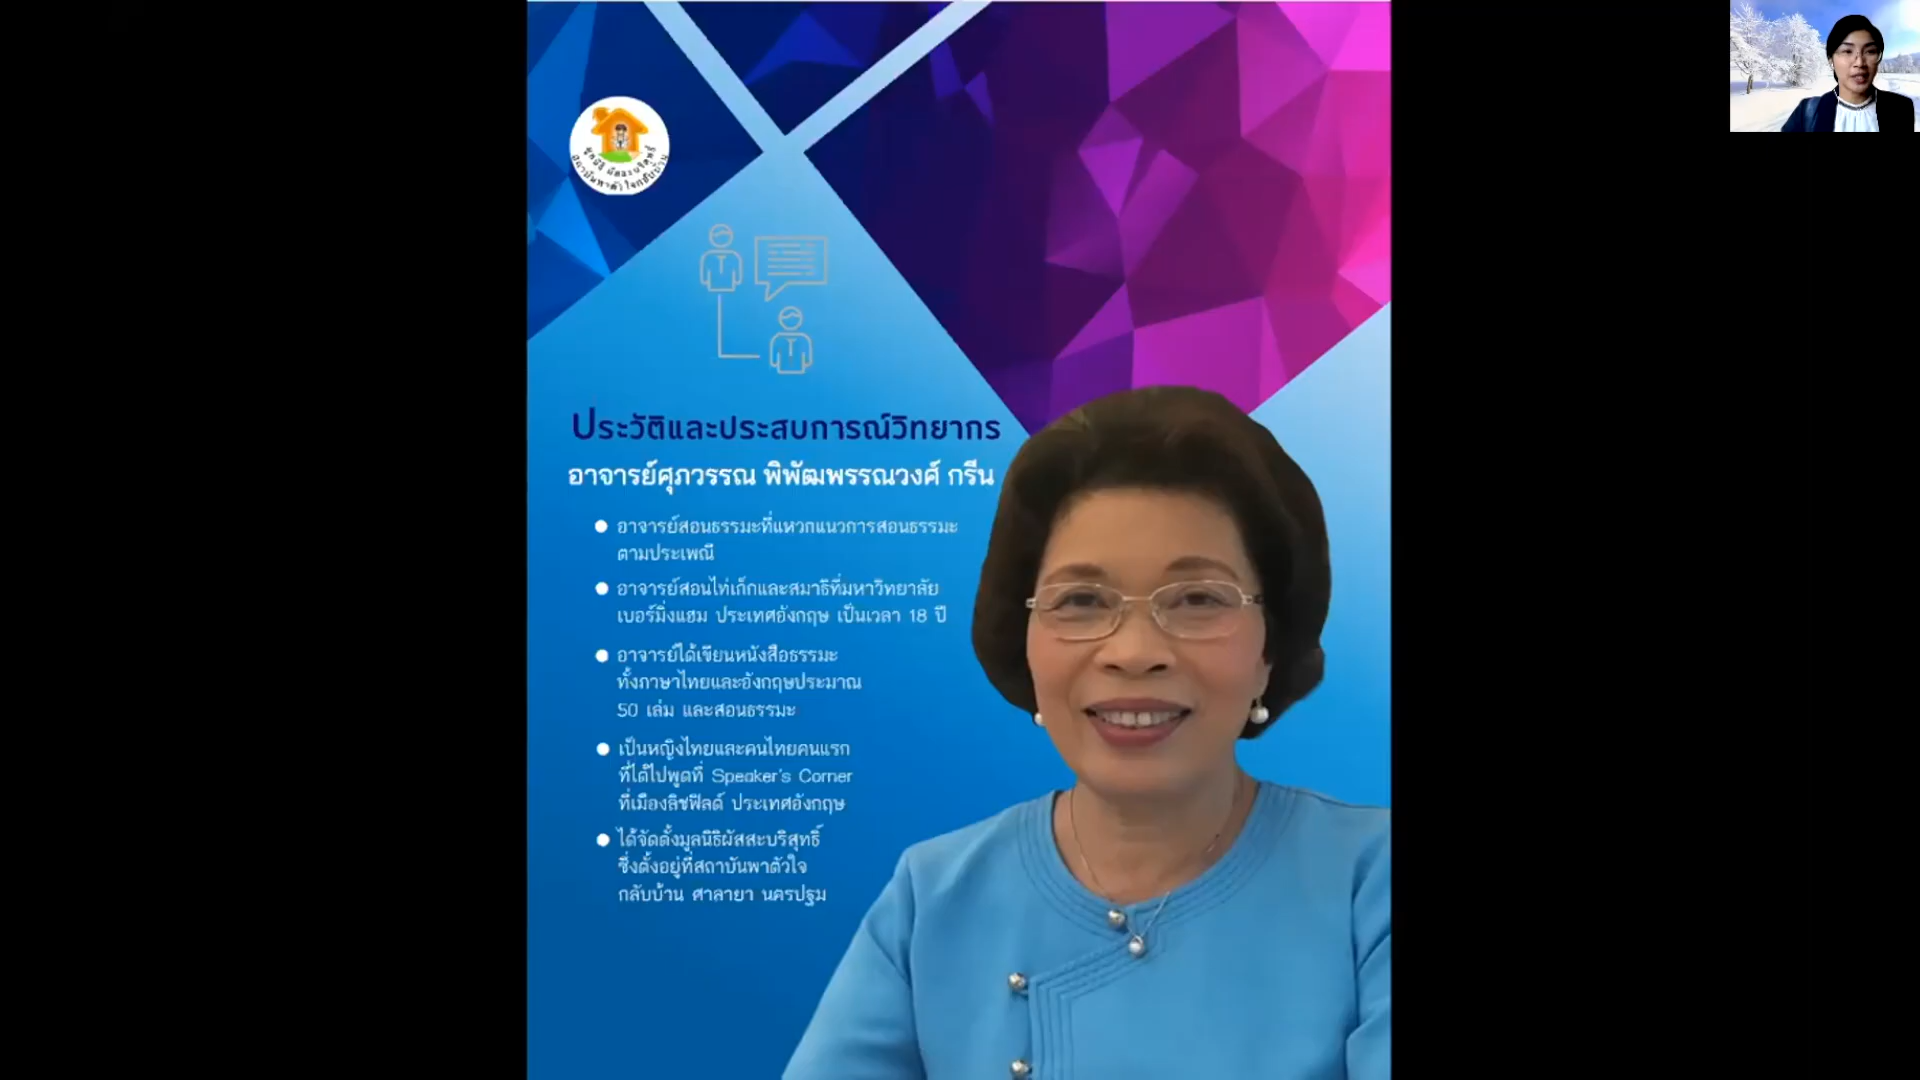 ประวัติและประสบการณ์วิทยากร
อาจารย์ศุภวรรณ พิพัฒพรรณวงศ์ กรีน
อาจารย์สอนธรรมะที่แหวกแนวการสอนธรรมะ
ตามประเพณี
อาจารย์สอนไท่เก็กและสมาธิที่มหาวิทยาลัย
เบอร์มิ่งแฮม ประเทศอังกฤษ เป็นเวลา 18 ปี
อาจารย์ได้เขียนหนังสือธรรมะ
ทั้งภาษาไทยและอังกฤษประมาณ
50 เล่ม และสอนธรรมะ
เป็นหญิงไทยและคนไทยคนแรก
ที่ได้ไปพูดที่ Speaker's Corner
ที่เมืองลิชฟิลด์ ประเทศอังกฤษ
ได้จัดตั้งมูลนิธิผัสสะบริสุทธิ์
ซึ่งตั้งอยู่ที่สถาบันพาตัวใจ
กลับบ้าน ศาลายา นครปฐม